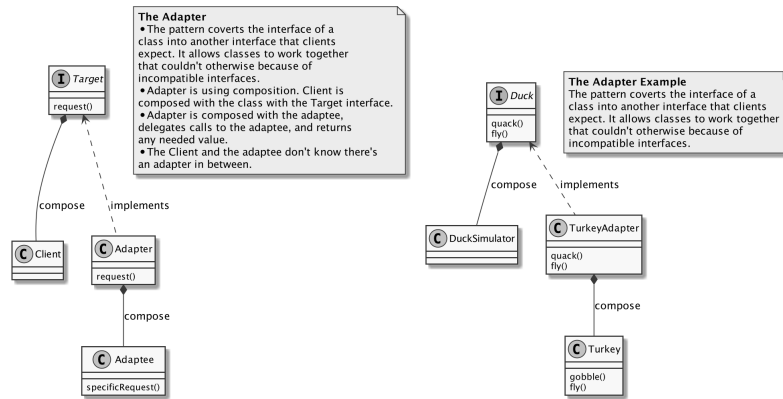 The Adapter
•The pattern coverts the interface of a
class into another interface that clients
expect. It allows classes to work together
that couldn't otherwise because of
incompatible interfaces.
•Adapter is using composition. Client is
composed with the class with the Target interface.
•Adapter is composed with the adaptee,
delegates calls to the adaptee, and returns
any needed value.
•The Client and the adaptee don't know there's
an adapter in between.
I Target
request()
compose
implements
C Client
C Adapter
request()
compose
C Adaptee
specificRequest()
The Adapter Example
The pattern coverts the interface of a
class into another interface that clients
expect. It allows classes to work together
that couldn't otherwise because of
incompatible interfaces.
I Duck
quack()
fly()
compose
implements
C DuckSimulator
C TurkeyAdapter
quack()
fly()
compose
C Turkey
gobble()
fly()